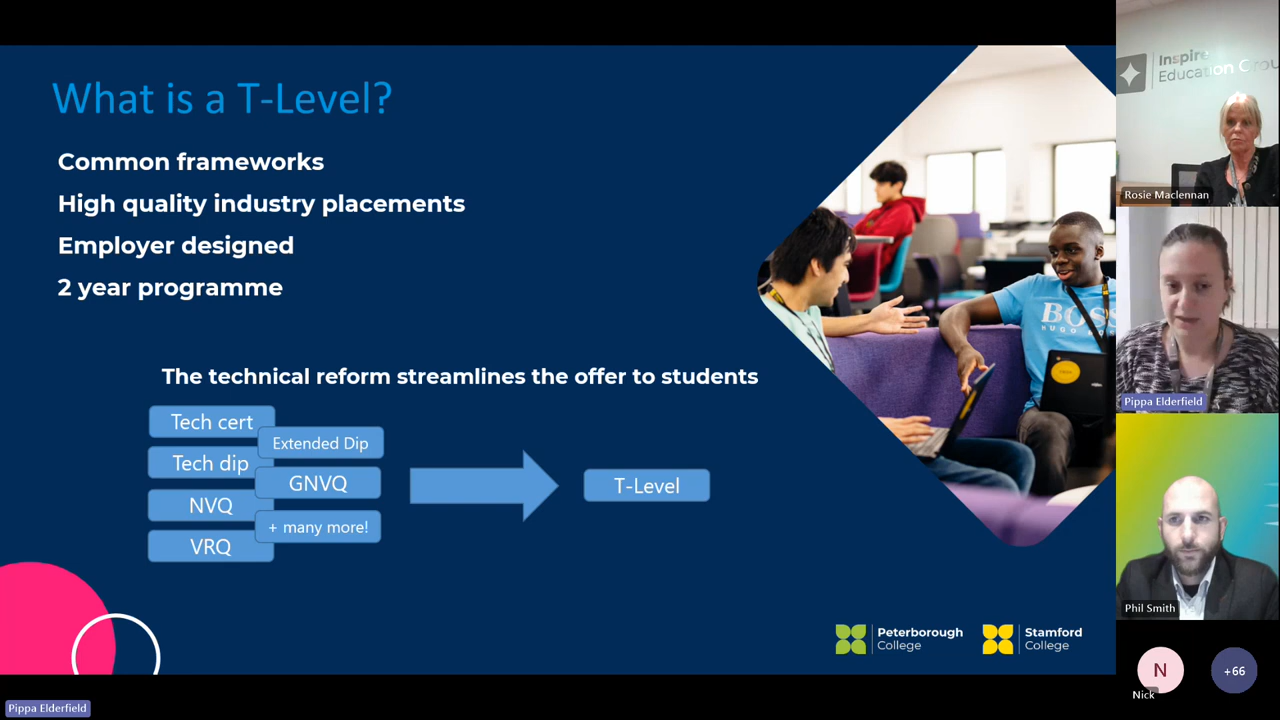 What is a T-Level?
Common frameworks
High quality industry placements
Employer designed
2 year programme
The technical reform streamlines the offer to students
Tech cert
Extended Dip
Tech dip
GNVQ
NVQ
+ many more!
VRQ
T-Level
BOSS
HUGO
Peterborough
College
Stamford
College
Pippa Elderfield
Inspire
Education Grou
Rosie Maclennan
Pippa Elderfield
Phil Smith
N
Nick
+66